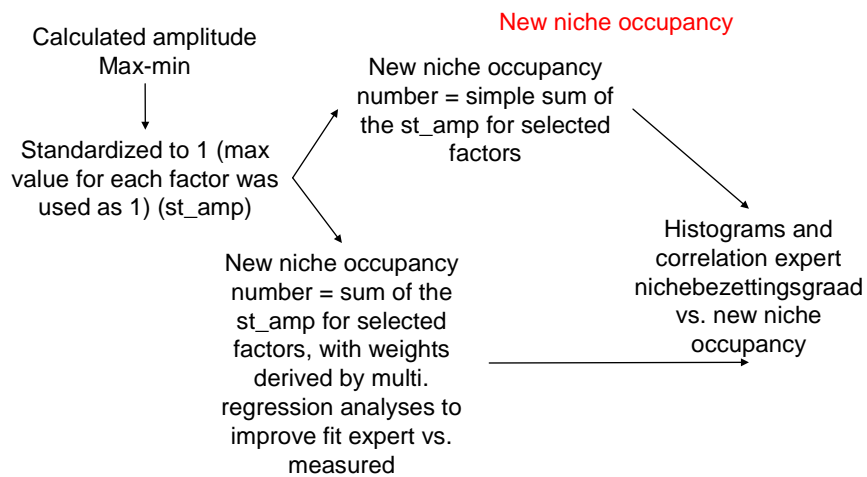 New niche occupancy
Calculated amplitude
Max-min
Standardized to 1 (max
value for each factor was
used as 1) (st_amp)
New niche occupancy
number = simple sum of
the st_amp for selected
factors
New niche occupancy
number = sum of the
st_amp for selected
factors, with weights
derived by multi.
regression analyses to
improve fit expert vs.
measured
Histograms and
correlation expert
nichebezettingsgraad
vs. new niche
occupancy